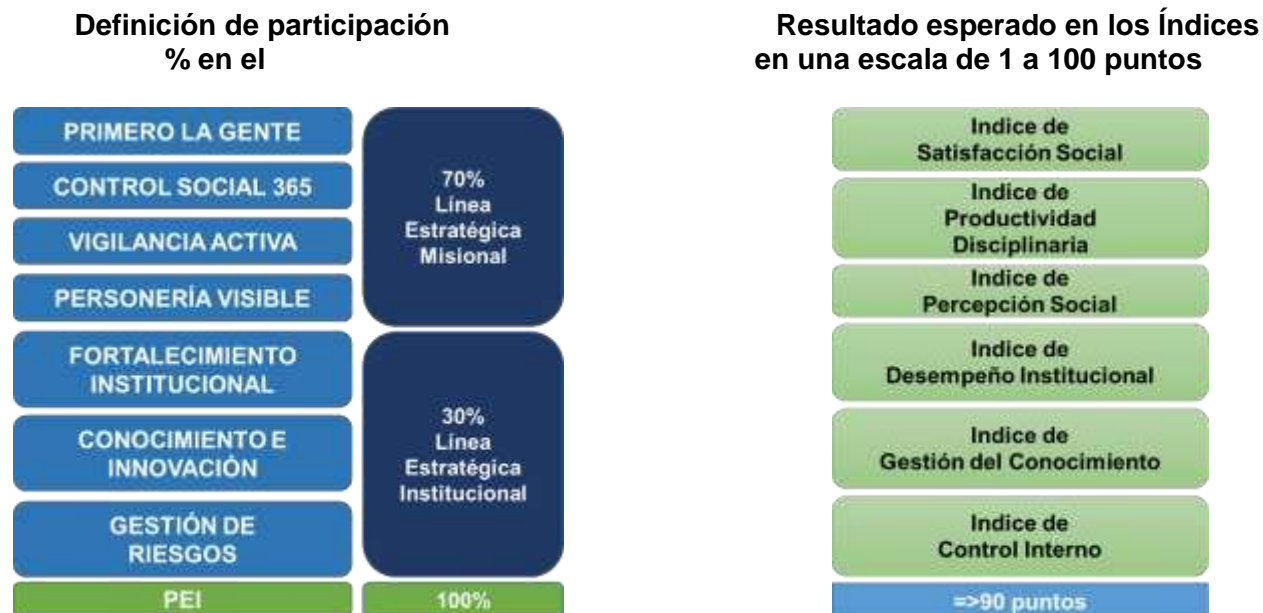 Definición de participación
% en el
PRIMERO LA GENTE
CONTROL SOCIAL 365
VIGILANCIA ACTIVA
PERSONERÍA VISIBLE
FORTALECIMIENTO
INSTITUCIONAL
CONOCIMIENTO E
INNOVACIÓN
GESTIÓN DE
RIESGOS
PEI
70%
Línea
Estratégica
Misional
30%
Línea
Estratégica
Institucional
100%
Resultado esperado en los Índices
en una escala de 1 a 100 puntos
Indice de
Satisfacción Social
Indice de
Productividad
Disciplinaria
Indice de
Percepción Social
Indice de
Desempeño Institucional
Indice de
Gestión del Conocimiento
Indice de
Control Interno
=>90 puntos